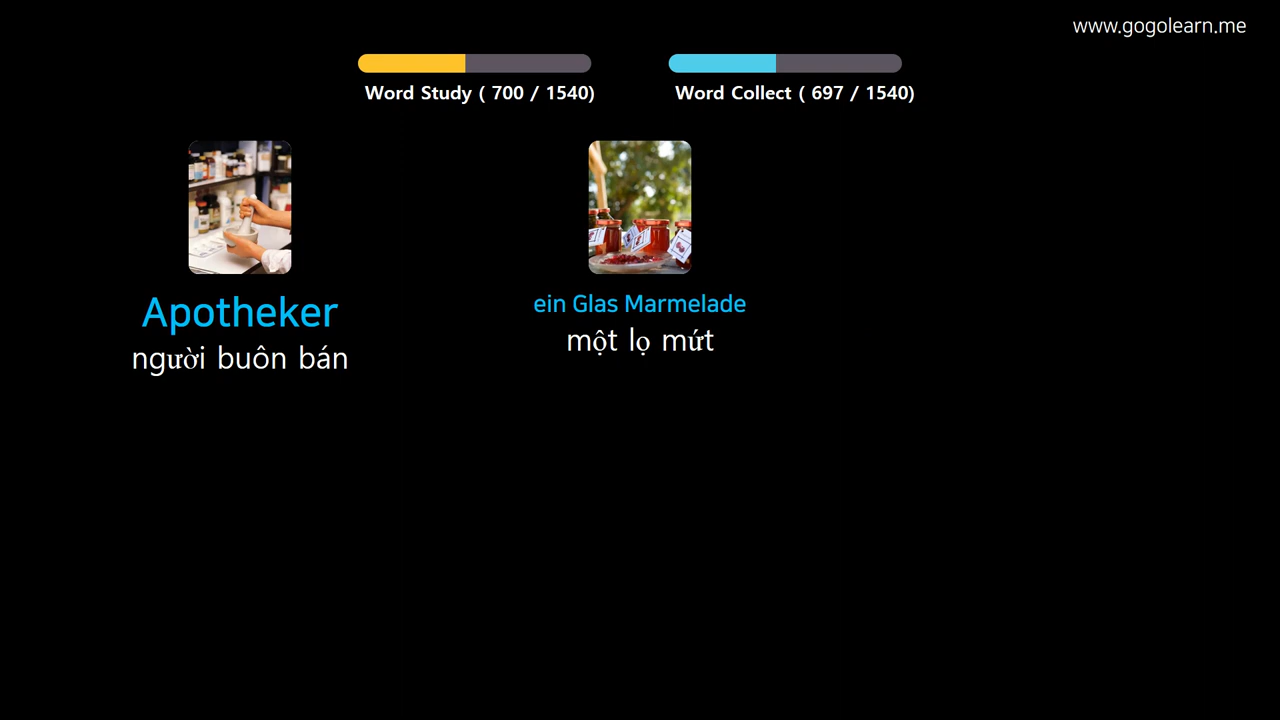 www.gogolearn.me
Word Study ( 700 / 1540)
Word Collect ( 697 / 1540)
Apotheker
người buôn bán
ein Glas Marmelade
một lọ mứt